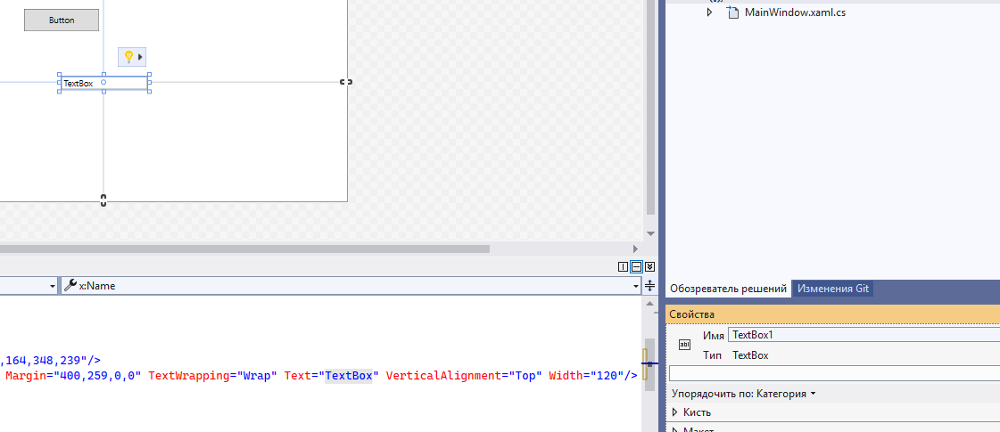 Button
MainWindow.xaml.cs
TextBox
x:Name
Обозреватель решений
Изменения Git
Свойства
Имя TextBox1
abl
Тип TextBox
,164,348,239"/>
Margin="400,259,0,0" TextWrapping="Wrap" Text="TextBox" VerticalAlignment="Top" Width="120"/>
Упорядочить по: Категория
Кисть
Макет